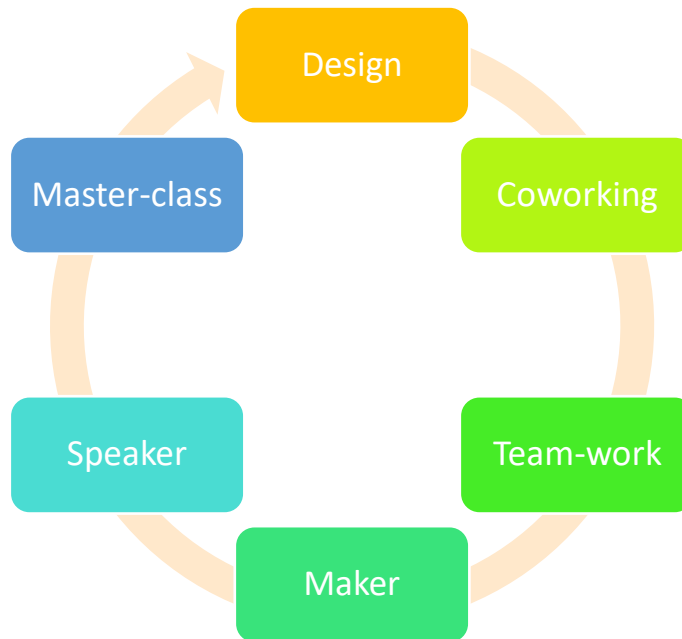 Design
Coworking
Team-work
Maker
Speaker
Master-class